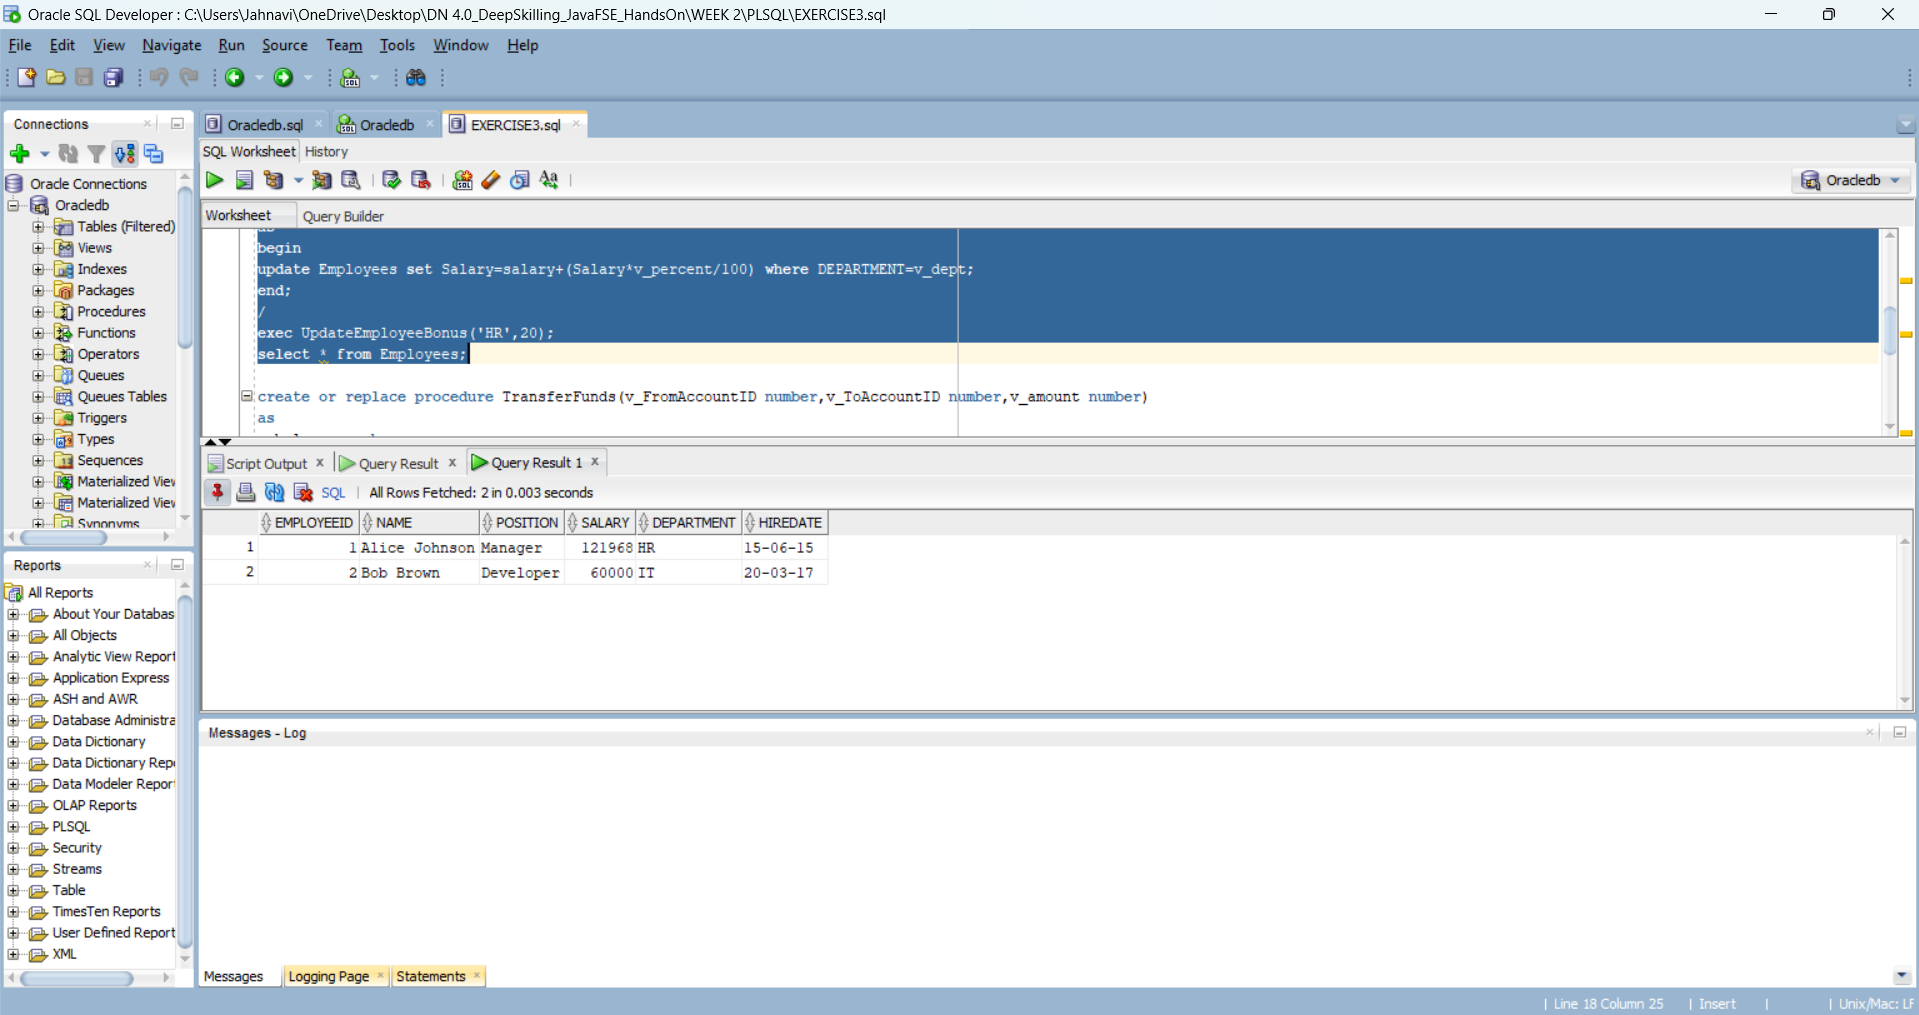 Oracle SQL Developer : C:\Users\Jahnavi\OneDrive\Desktop\DN 4.0_DeepSkilling_JavaFSE_HandsOn\WEEK 2\PLSQL\EXERCISE3.sql
File Edit View Navigate Run Source Team Tools Window Help
Connections
Oracle Connections
Oracledb
Tables (Filtered)
Views
Indexes
Packages
Procedures
Functions
Operators
Queues
Queues Tables
Triggers
Types
Sequences
Materialized View
Materialized View
Synonyms
Reports
All Reports
About Your Databas
All Objects
Analytic View Report
Application Express
ASH and AWR
Database Administra
Data Dictionary
Data Dictionary Repo
Data Modeler Report
OLAP Reports
PLSQL
Security
Streams
Table
TimesTen Reports
User Defined Report
XML
Oracledb.sql Oracledb EXERCISE3.sql
SQL Worksheet History
Oracledb
Worksheet Query Builder
as
begin
update Employees set Salary=salary+(Salary*v_percent/100) where DEPARTMENT=v_dept;
end;
/
exec UpdateEmployeeBonus('HR',20);
select * from Employees;
create or replace procedure TransferFunds(v_FromAccountID number,v_ToAccountID number,v_amount number)
as
Script Output Query Result Query Result 1
SQL All Rows Fetched: 2 in 0.003 seconds
EMPLOYEEID NAME POSITION SALARY DEPARTMENT HIREDATE
1 1 Alice Johnson Manager 121968 HR 15-06-15
2 2 Bob Brown Developer 60000 IT 20-03-17
Messages - Log
Messages Logging Page Statements
Line 18 Column 25 Insert Unix/Mac: LF